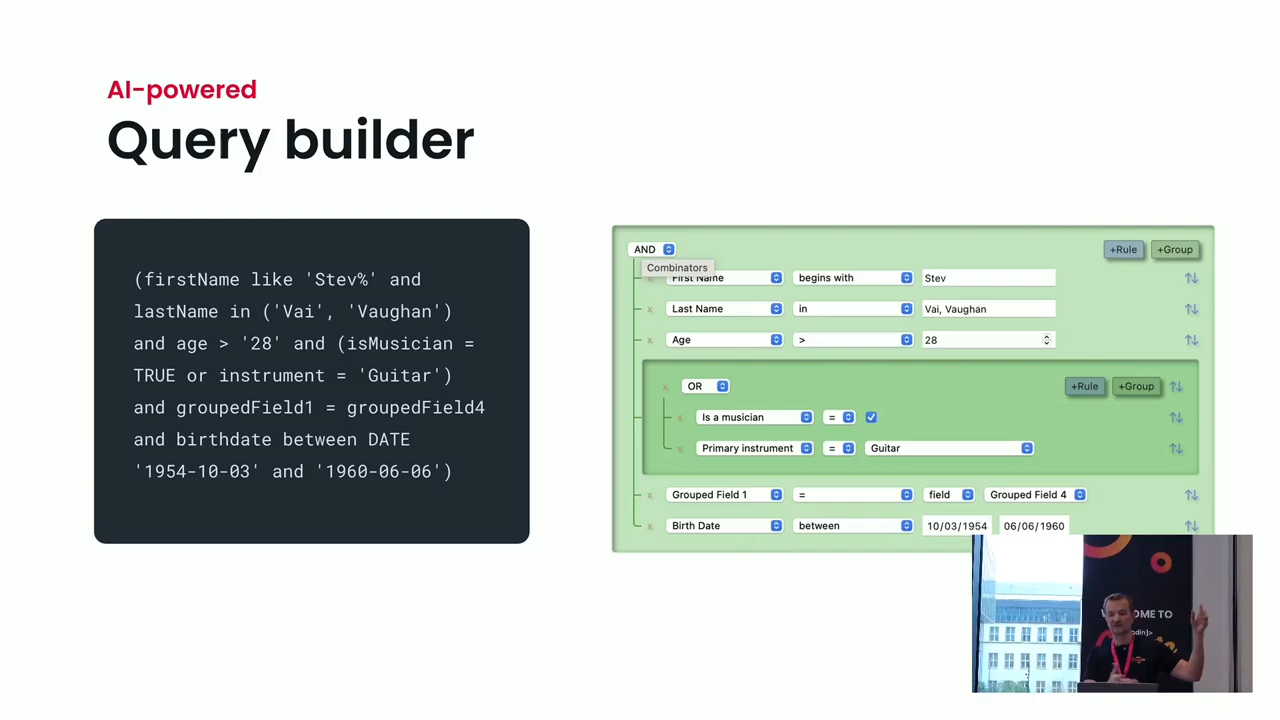 AI-powered
Query builder
(firstName like 'Stev%' and
lastName in ('Vai', 'Vaughan')
and age > '28' and (isMusician =
TRUE or instrument = 'Guitar')
and groupedField1 = groupedField4
and birthdate between DATE
'1954-10-03' and '1960-06-06')
AND +Rule +Group
Combinators
x First Name begins with Stev
x Last Name in Vai, Vaughan
x Age > 28
x OR +Rule +Group
x Is a musician =
x Primary instrument = Guitar
x Grouped Field 1 = field Grouped Field 4
x Birth Date between 10/03/1954 06/06/1960